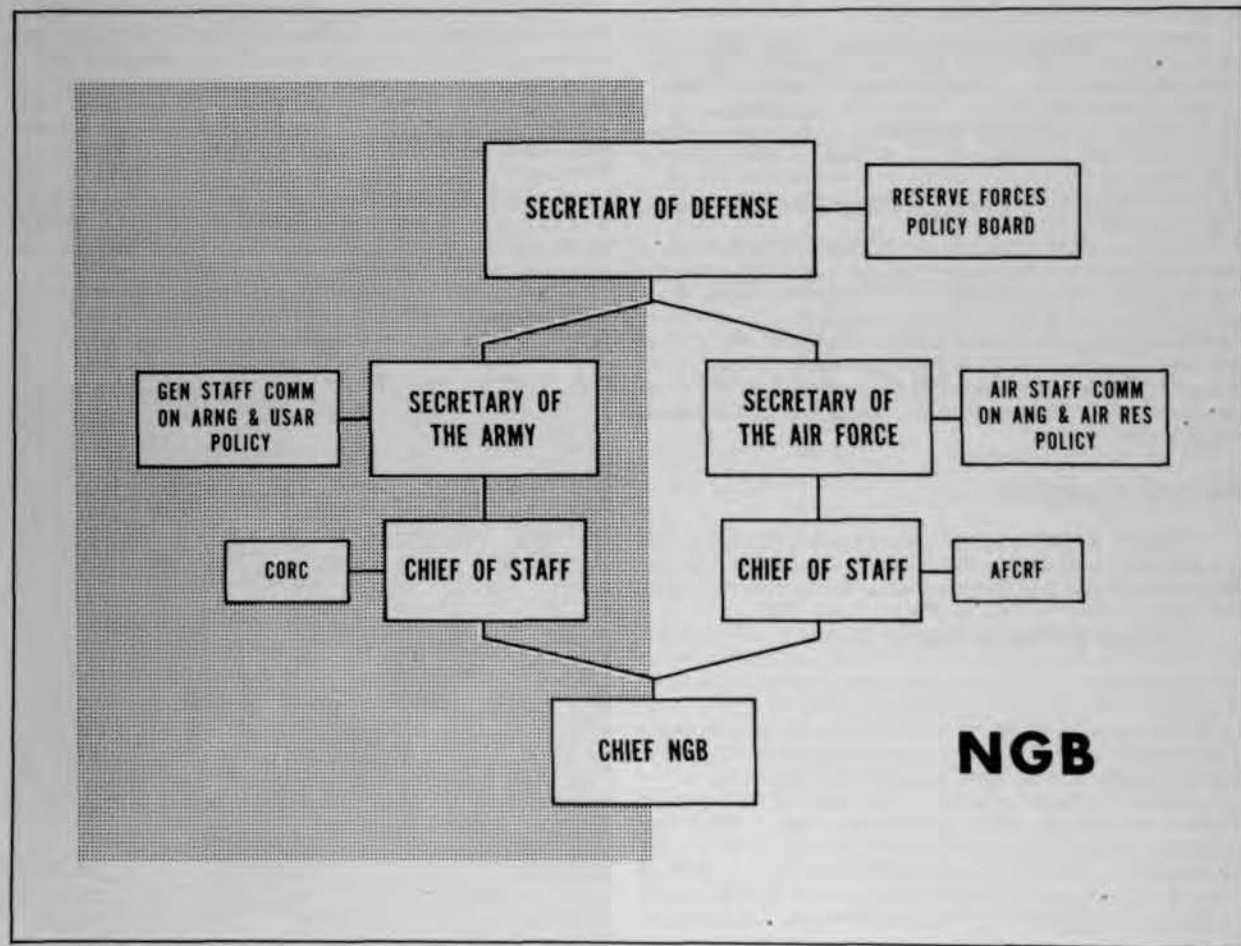 SECRETARY OF DEFENSE
RESERVE FORCES
POLICY BOARD
GEN STAFF COMM
ON ARNG & USAR
POLICY
SECRETARY OF
THE ARMY
SECRETARY OF
THE AIR FORCE
AIR STAFF COMM
ON ANG & AIR RES
POLICY
CORC
CHIEF OF STAFF
CHIEF OF STAFF
AFCRF
CHIEF NGB
NGB